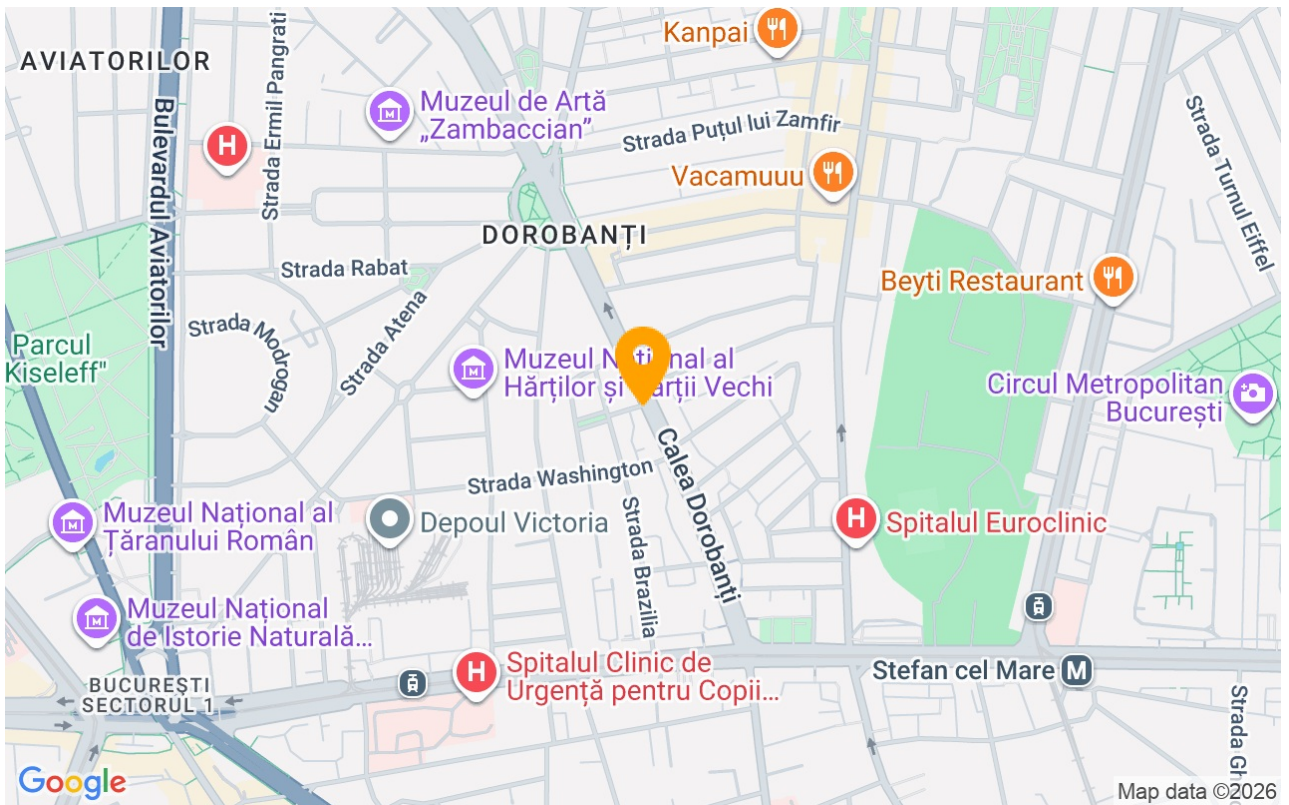 Kanpai
AVIATORILOR
Strada Ermil Pangrati
Muzeul de Artă
„Zambaccian”
Strada Puțul lui Zamfir
Strada Turnul Eiffel
Bulevardul Aviatorilor
H
Vacamuuu
DOROBANȚI
Strada Rabat
Beyti Restaurant
Strada Modrogan
Strada Atena
Parcul
Kiseleff"
Muzeul Național al
Hărților și Cărții Vechi
Circul Metropolitan
București
Calea Dorobanți
Strada Washington
Muzeul Național al
Țăranului Român
Depoul Victoria
Strada Brazilia
H
Spitalul Euroclinic
Muzeul Național
de Istorie Naturală...
H
Spitalul Clinic de
Urgență pentru Copii...
Stefan cel Mare
M
BUCUREȘTI
SECTORUL 1
Strada Gh
Google
Map data ©2026